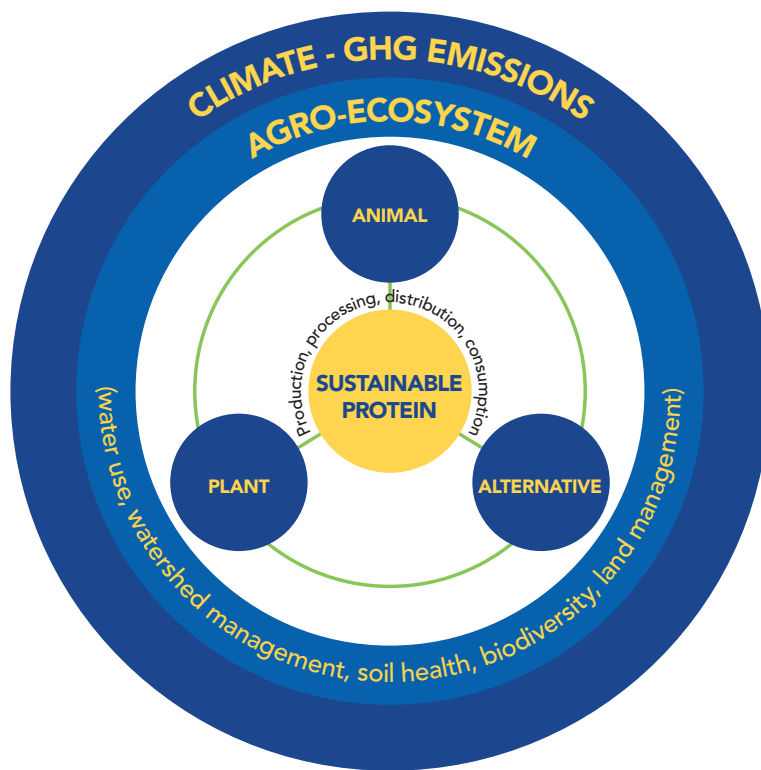 CLIMATE - GHG EMISSIONS
AGRO-ECOSYSTEM
ANIMAL
Production, processing, distribution, consumption
SUSTAINABLE
PROTEIN
PLANT
ALTERNATIVE
(water use, watershed management, soil health, biodiversity, land management)